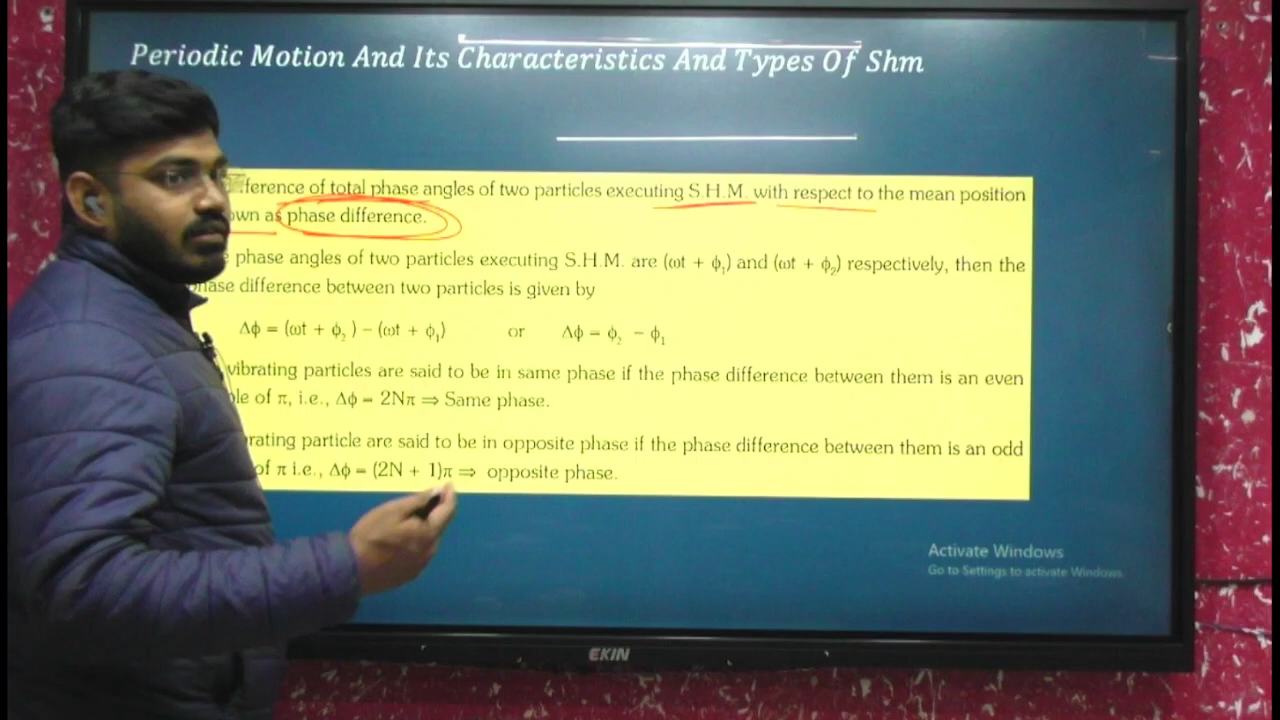 Periodic Motion And Its Characteristics And Types Of Shm
ference of total phase angles of two particles executing S.H.M. with respect to the mean position
own as phase difference.
phase angles of two particles executing S.H.M. are (ωt + ϕ₁) and (ωt + ϕ₂) respectively, then the
phase difference between two particles is given by
Δϕ = (ωt + ϕ₂ ) − (ωt + ϕ₁) or Δϕ = ϕ₂ − ϕ₁
vibrating particles are said to be in same phase if the phase difference between them is an even
ple of π, i.e., Δϕ = 2Nπ ⇒ Same phase.
rating particle are said to be in opposite phase if the phase difference between them is an odd
of π i.e., Δϕ = (2N + 1)π ⇒ opposite phase.
Activate Windows
Go to Settings to activate Windows.
EKIN